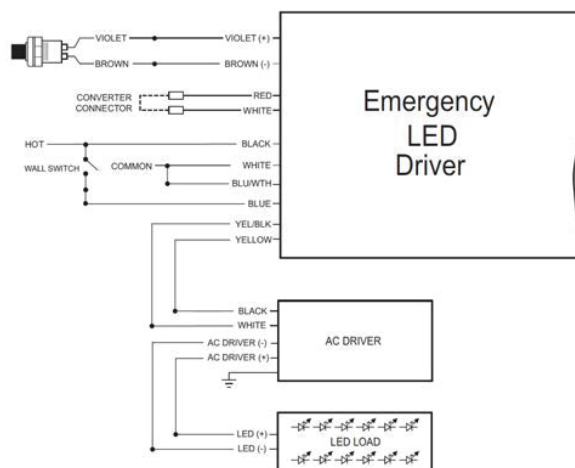 VIOLET
VIOLET (+)
BROWN
BROWN (-)
CONVERTER
CONNECTOR
RED
WHITE
Emergency
LED
Driver
HOT
BLACK
WALL SWITCH
COMMON
WHITE
BLU/WTH
BLUE
YEL/BLK
YELLOW
BLACK
WHITE
AC DRIVER (-)
AC DRIVER (+)
AC DRIVER
LED (+)
LED (-)
LED LOAD